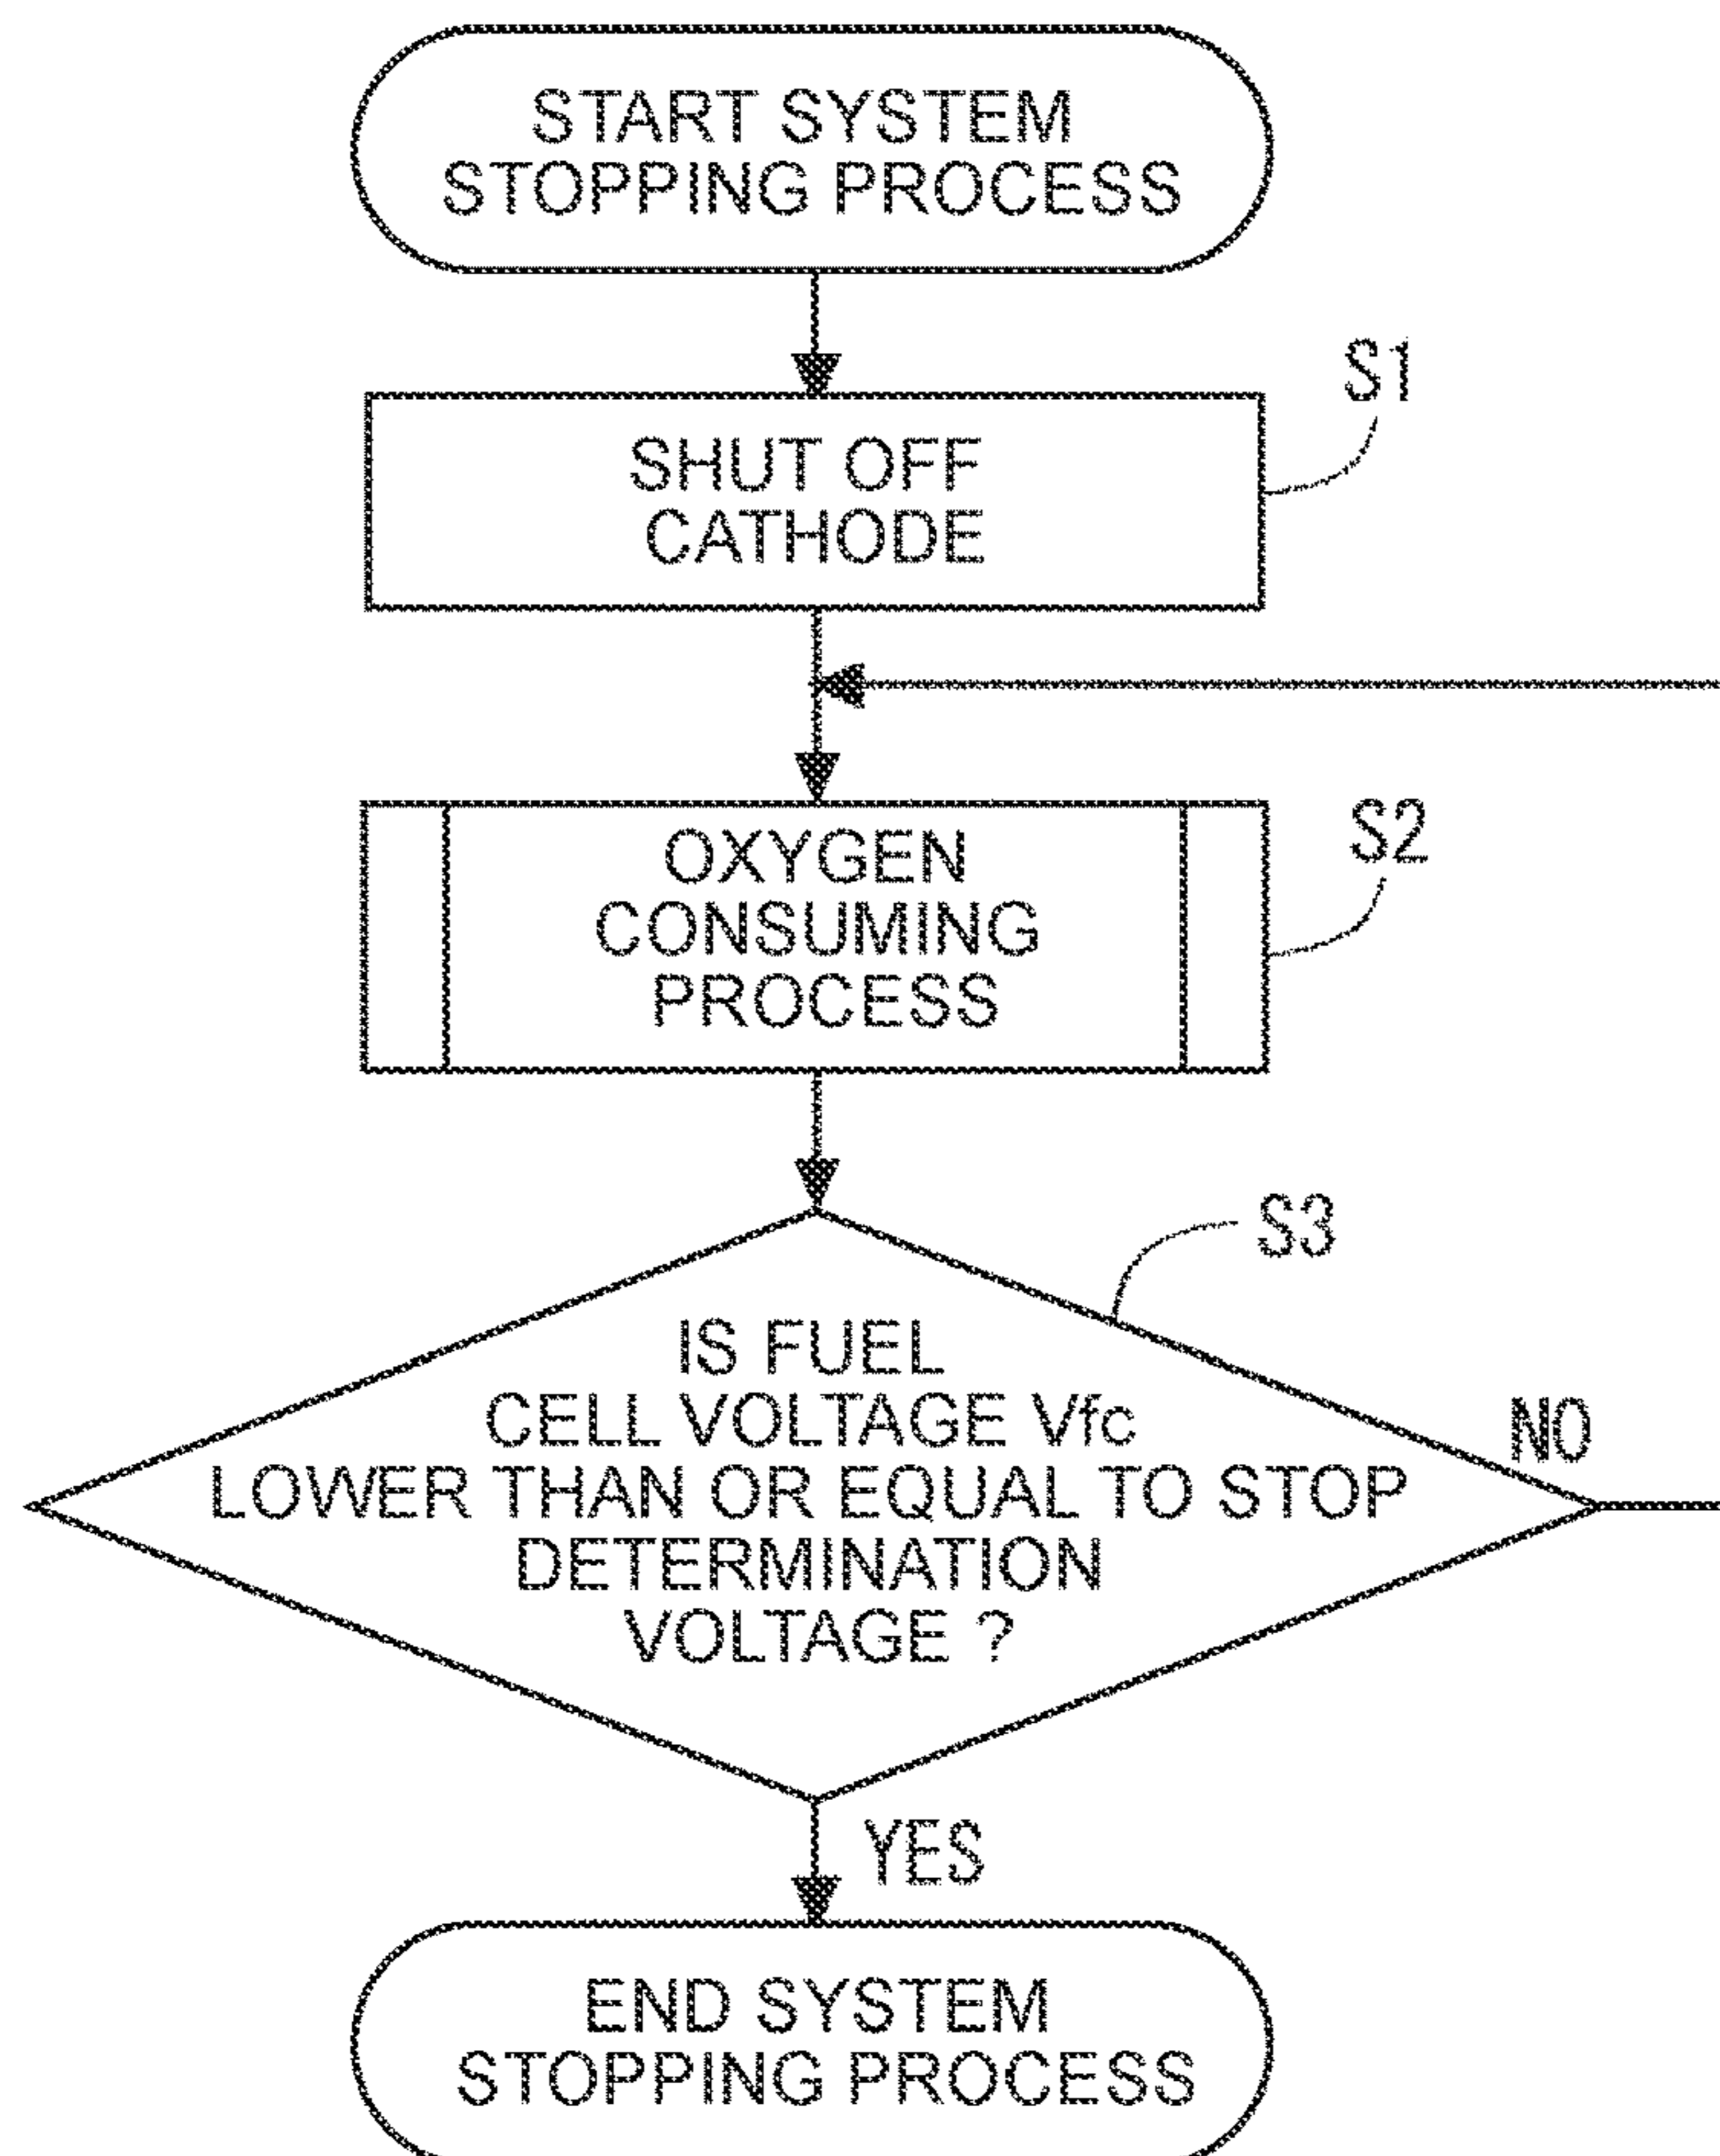 START SYSTEM
STOPPING PROCESS
S1
SHUT OFF
CATHODE
S2
OXYGEN
CONSUMING
PROCESS
S3
IS FUEL
CELL VOLTAGE Vfc
LOWER THAN OR EQUAL TO STOP
DETERMINATION
VOLTAGE ?
NO
YES
END SYSTEM
STOPPING PROCESS